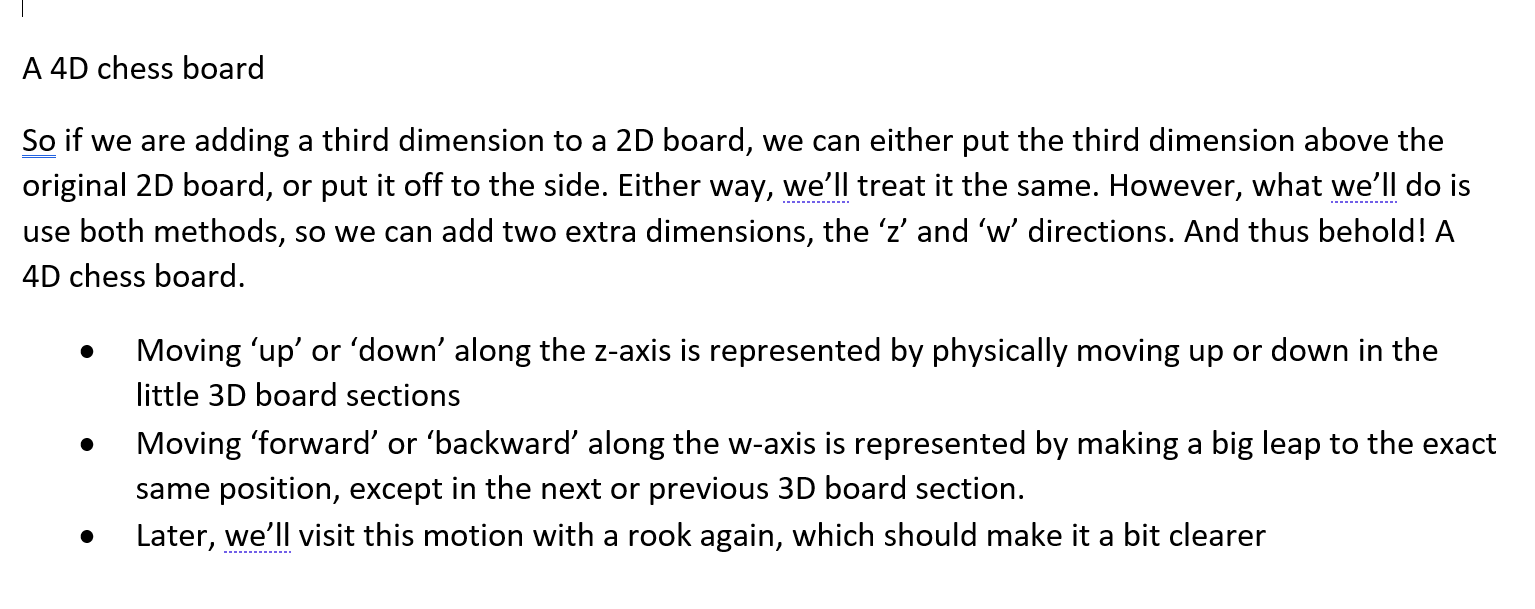 A 4D chess board
So if we are adding a third dimension to a 2D board, we can either put the third dimension above the
original 2D board, or put it off to the side. Either way, we’ll treat it the same. However, what we’ll do is
use both methods, so we can add two extra dimensions, the ‘z’ and ‘w’ directions. And thus behold! A
4D chess board.
• Moving ‘up’ or ‘down’ along the z-axis is represented by physically moving up or down in the
little 3D board sections
• Moving ‘forward’ or ‘backward’ along the w-axis is represented by making a big leap to the exact
same position, except in the next or previous 3D board section.
• Later, we’ll visit this motion with a rook again, which should make it a bit clearer